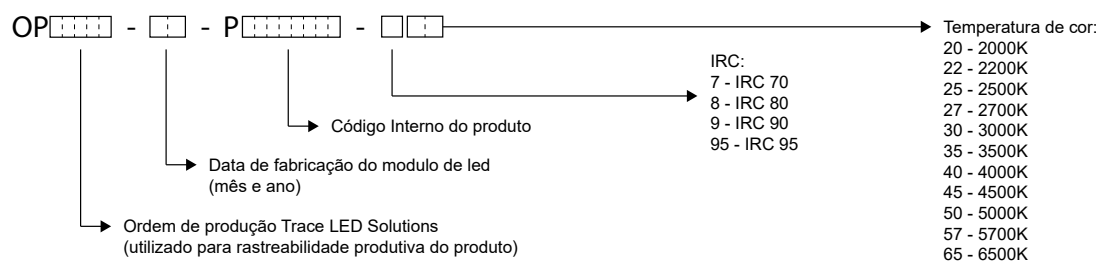 OP - - P -
Temperatura de cor:
20 - 2000K
22 - 2200K
25 - 2500K
27 - 2700K
30 - 3000K
35 - 3500K
40 - 4000K
45 - 4500K
50 - 5000K
57 - 5700K
65 - 6500K
IRC:
7 - IRC 70
8 - IRC 80
9 - IRC 90
95 - IRC 95
Código Interno do produto
Data de fabricação do modulo de led
(mês e ano)
Ordem de produção Trace LED Solutions
(utilizado para rastreabilidade produtiva do produto)